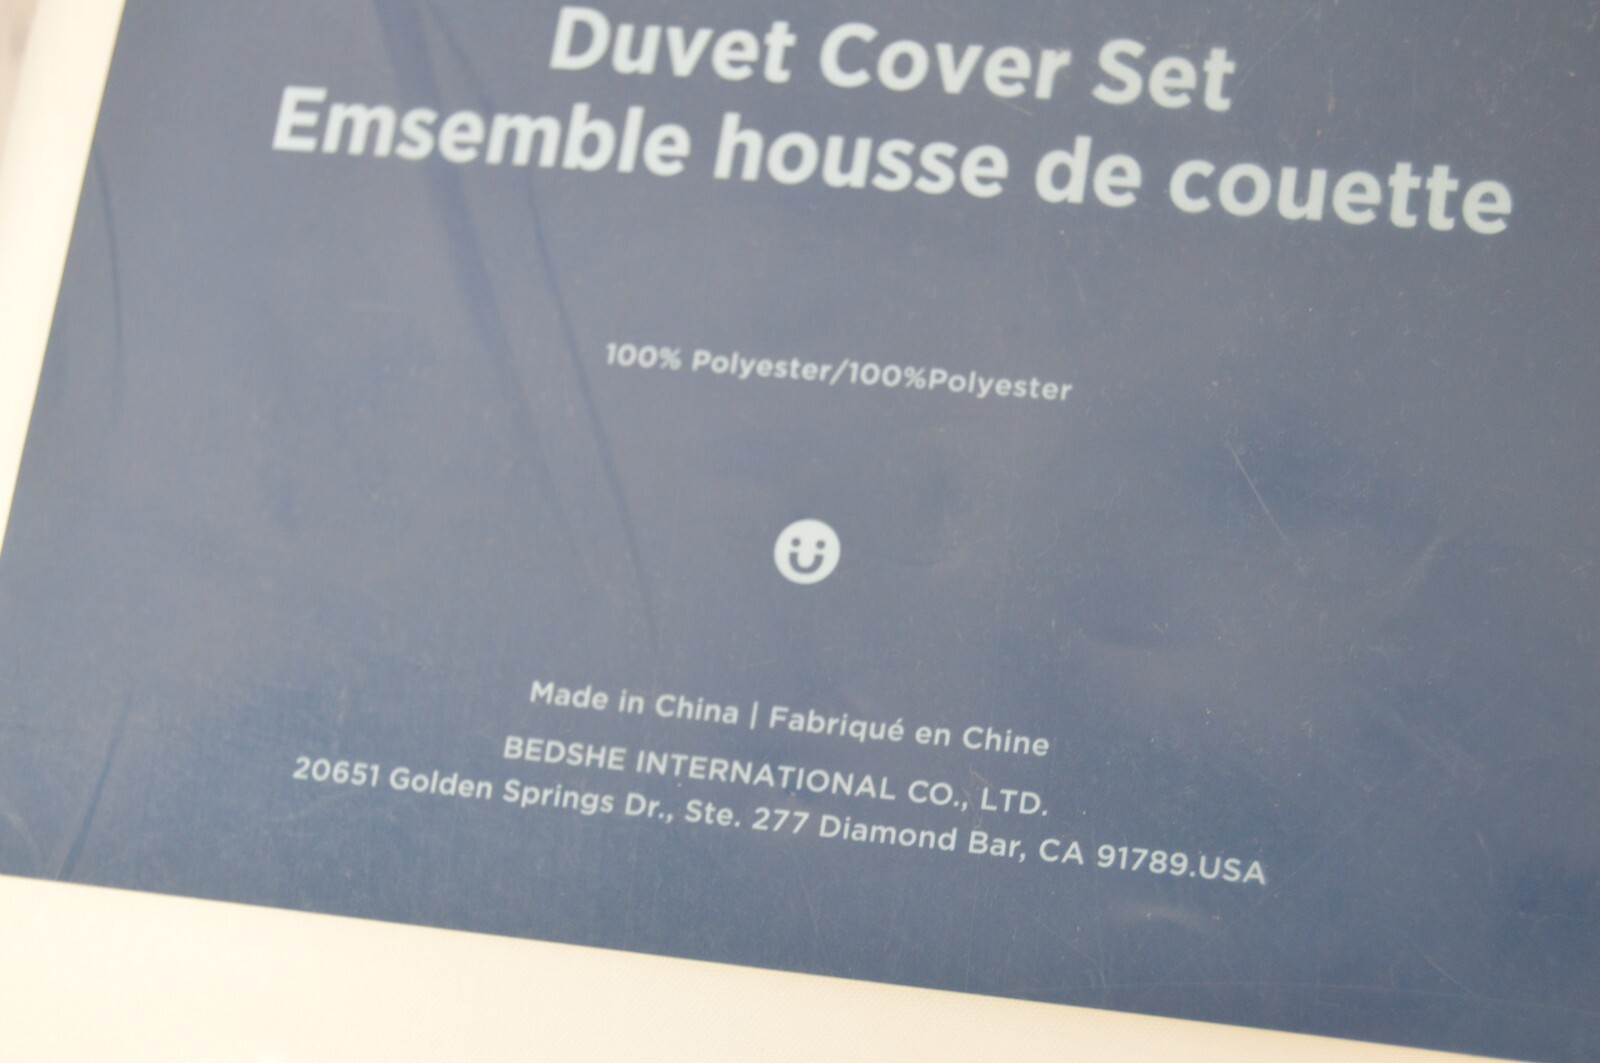 Duvet Cover Set
Emsemble housse de couette
100% Polyester/100%Polyester
Made in China | Fabriqué en Chine
BEDSHE INTERNATIONAL CO., LTD.
20651 Golden Springs Dr., Ste. 277 Diamond Bar, CA 91789.USA